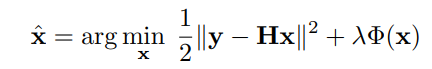 x̂ = arg min_x 1/2 ‖y − Hx‖² + λΦ(x)